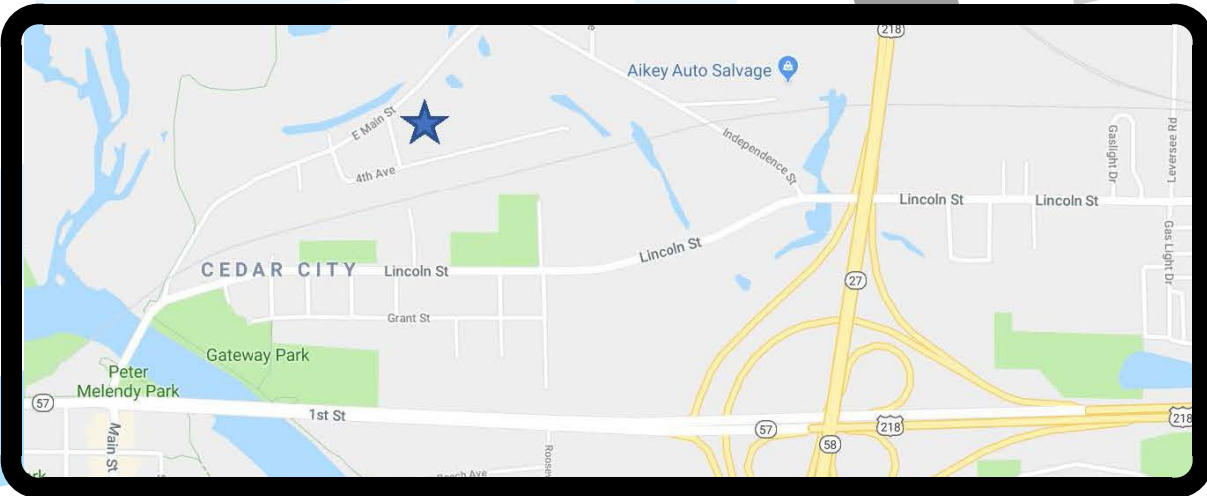 218
e
Aikey Auto Salvage
E Main St
Independence St
Gaslight Dr
Leversee Rd
4th Ave
Lincoln St
Lincoln St
Lincoln St
Gas Light Dr
CEDAR CITY
Lincoln St
27
Grant St
Gateway Park
Peter
Melendy Park
57
1st St
218
57
218
58
Main St
Roosev
Beech Ave
rk